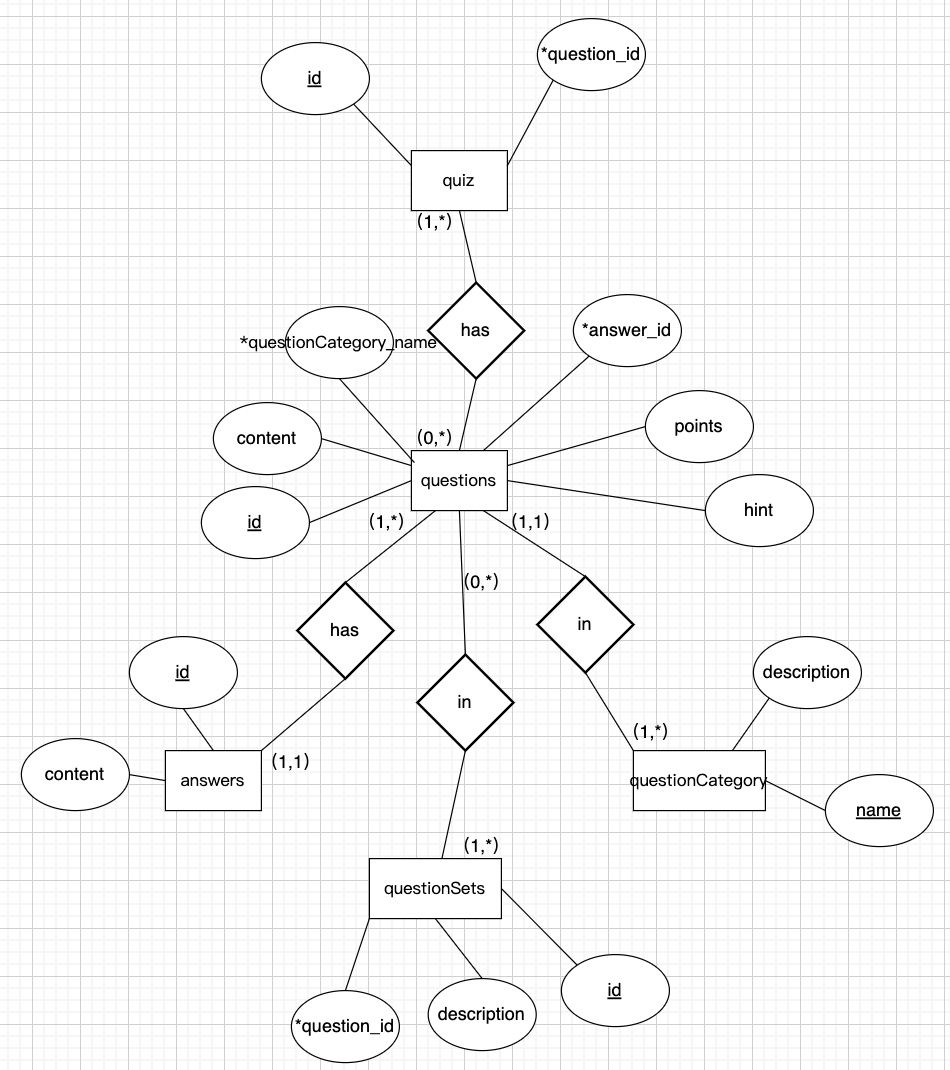 *question_id
id
quiz
(1,*)
has
*answer_id
*questionCategory_name
points
content
(0,*)
questions
hint
id
(1,*)
(1,1)
(0,*)
in
has
id
description
in
(1,*)
(1,1)
content
answers
questionCategory
name
(1,*)
questionSets
id
description
*question_id